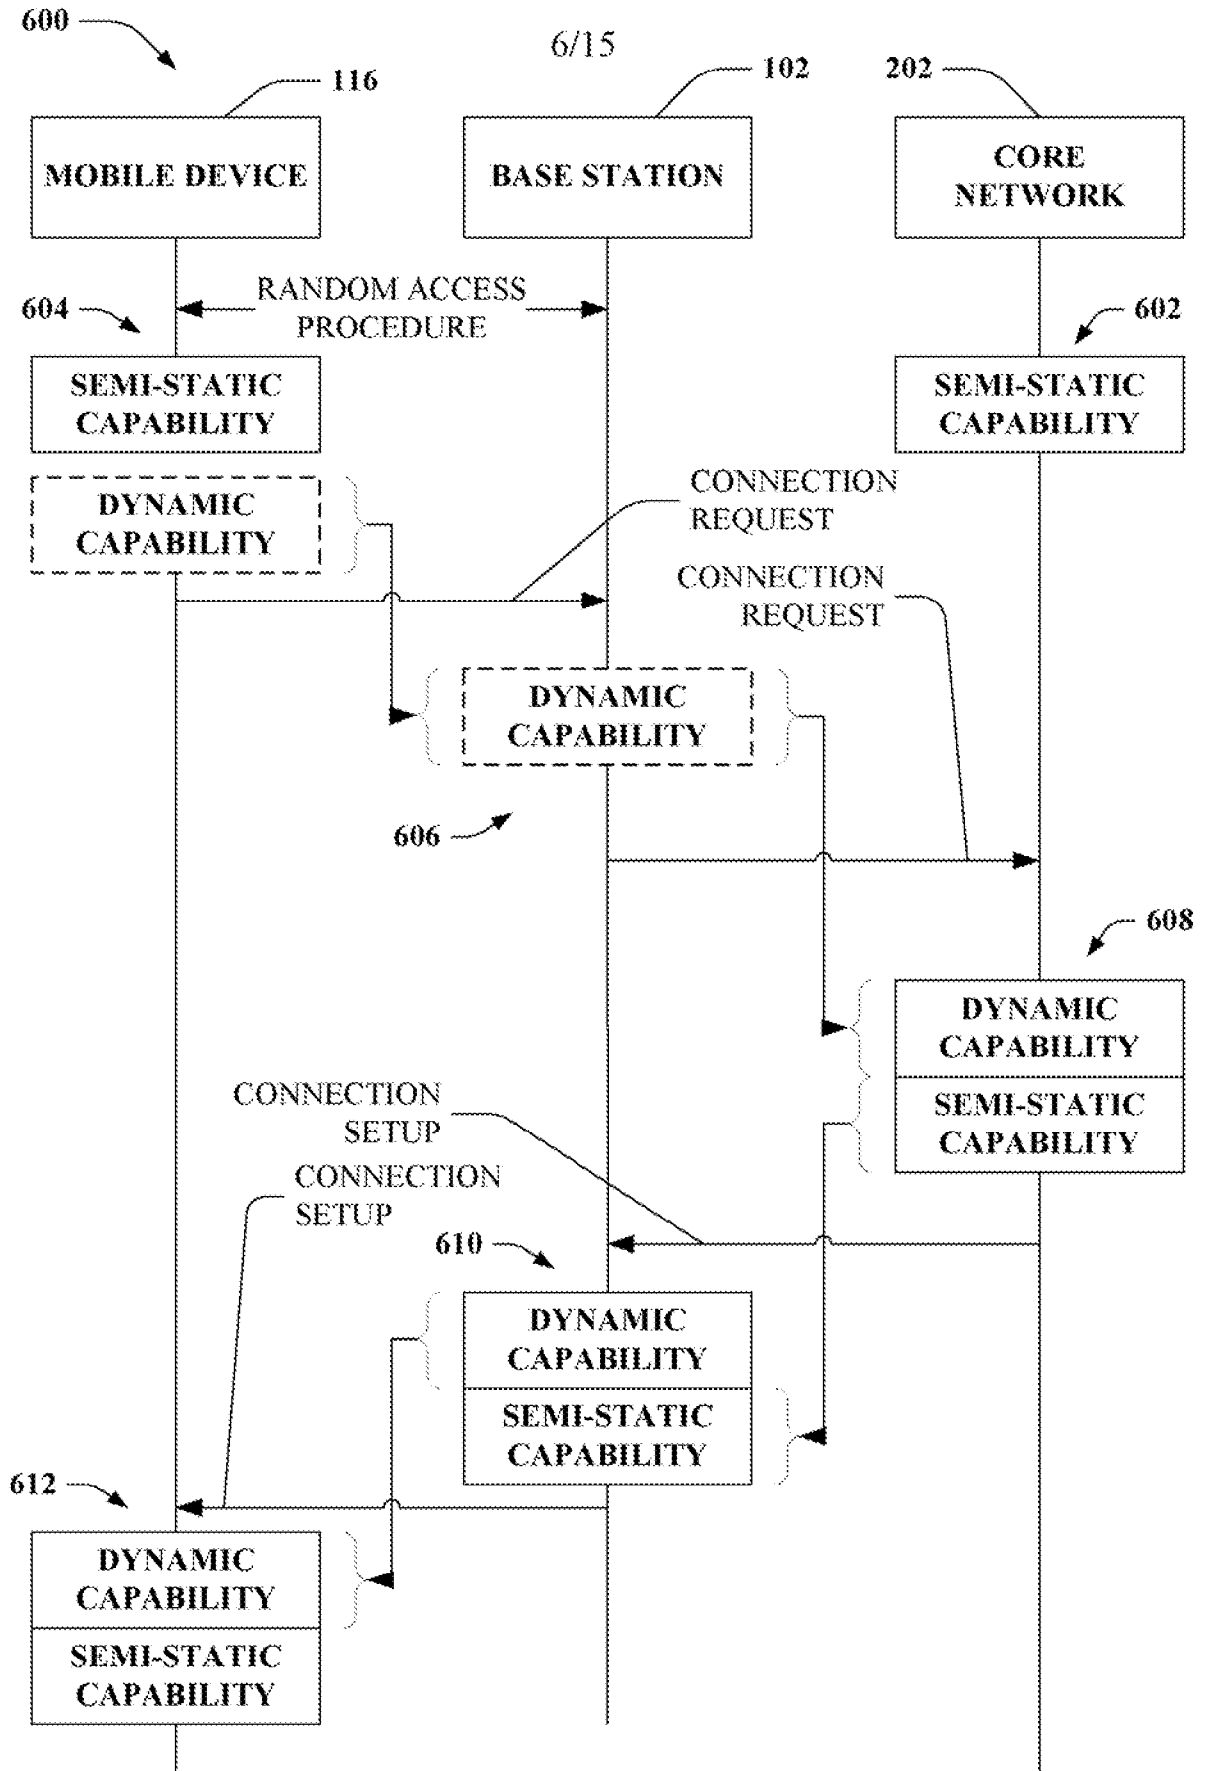 600
6/15
116
102
202
MOBILE DEVICE
BASE STATION
CORE
NETWORK
RANDOM ACCESS
PROCEDURE
604
602
SEMI-STATIC
CAPABILITY
SEMI-STATIC
CAPABILITY
DYNAMIC
CAPABILITY
CONNECTION
REQUEST
CONNECTION
REQUEST
DYNAMIC
CAPABILITY
606
608
DYNAMIC
CAPABILITY
SEMI-STATIC
CAPABILITY
CONNECTION
SETUP
CONNECTION
SETUP
610
DYNAMIC
CAPABILITY
SEMI-STATIC
CAPABILITY
612
DYNAMIC
CAPABILITY
SEMI-STATIC
CAPABILITY